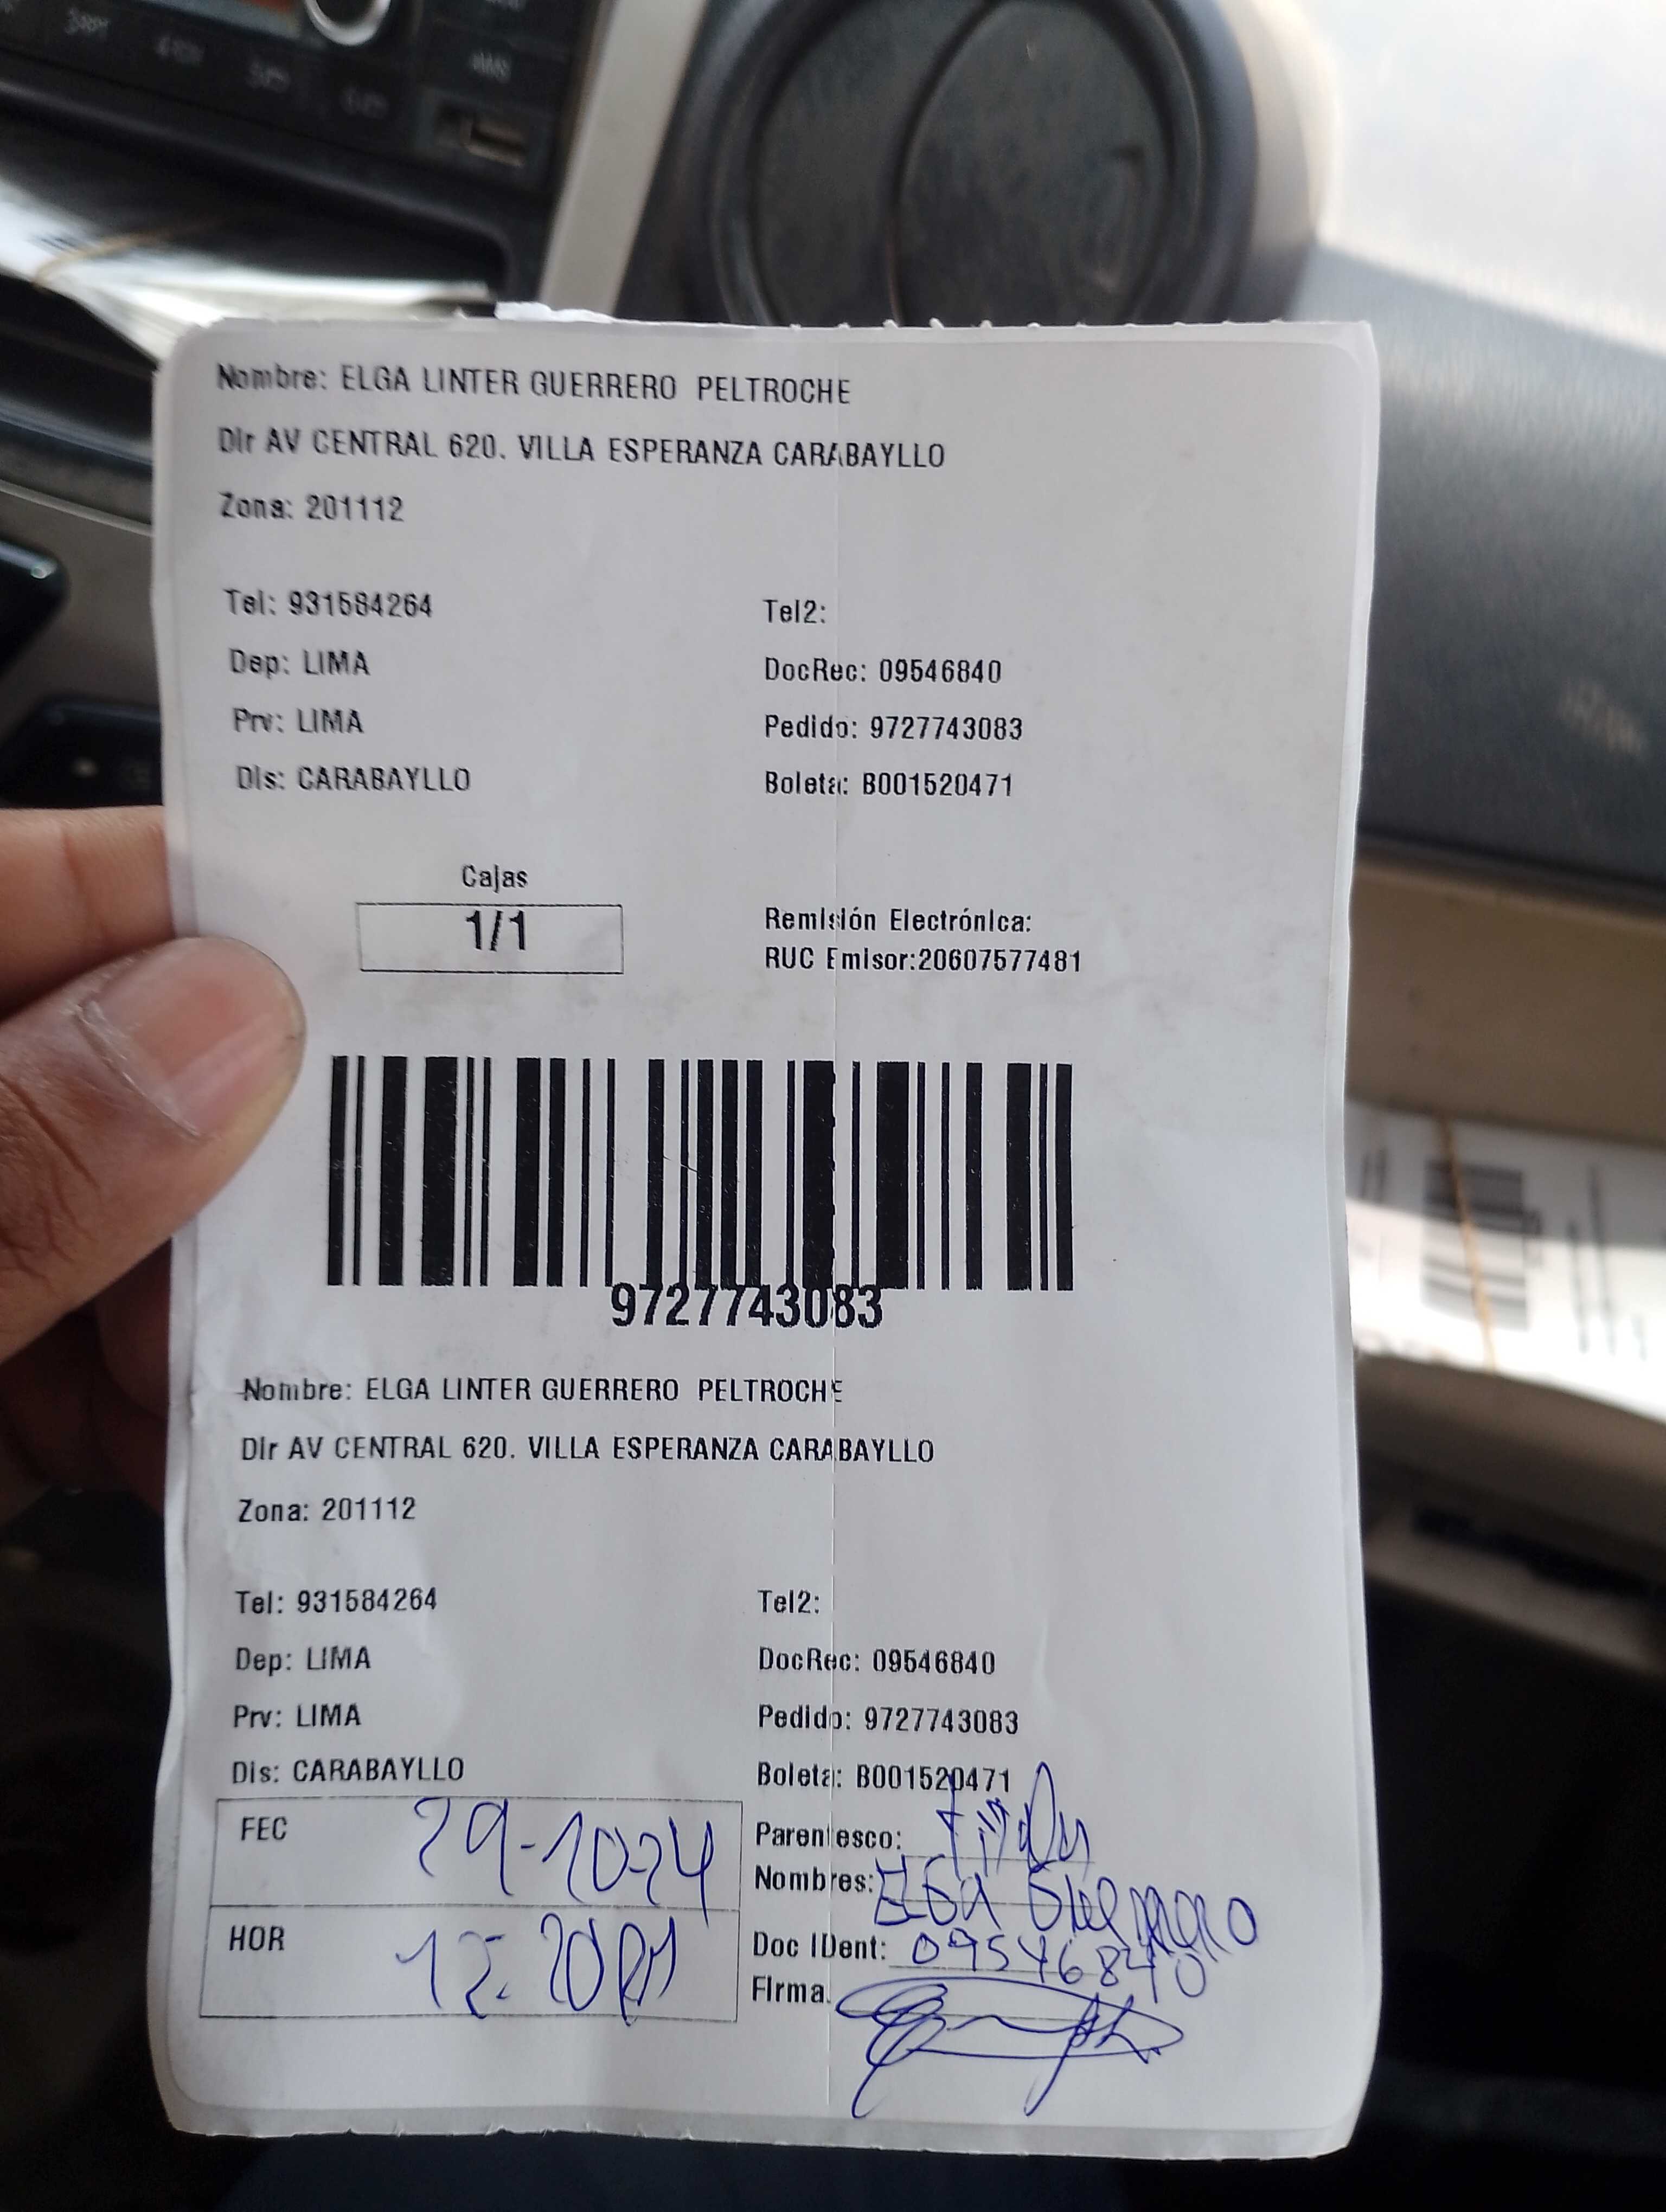 Nombre: ELGA LINTER GUERRERO PELTROCHE
Dir AV CENTRAL 620. VILLA ESPERANZA CARABAYLLO
Zona: 201112
Tel: 931584264 Tel2:
Dep: LIMA DocRec: 09546840
Prv: LIMA Pedido: 9727743083
Dis: CARABAYLLO Boleta: B001520471
Cajas
1/1
Remisión Electrónica:
RUC Emisor:20607577481
9727743083
Nombre: ELGA LINTER GUERRERO PELTROCHE
Dir AV CENTRAL 620. VILLA ESPERANZA CARABAYLLO
Zona: 201112
Tel: 931584264 Tel2:
Dep: LIMA DocRec: 09546840
Prv: LIMA Pedido: 9727743083
Dis: CARABAYLLO Boleta: B001520471
FEC 29-10-24
HOR
Parentesco:
Nombres: Elga Guerrero
Doc IDent: 09546840
Firma